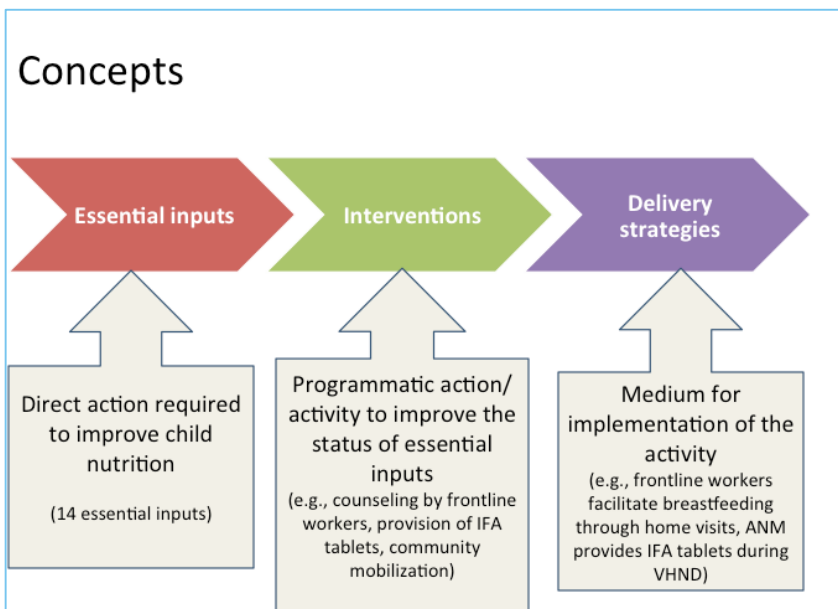 Concepts
Essential inputs
Interventions
Delivery
strategies
Direct action required
to improve child
nutrition
(14 essential inputs)
Programmatic action/
activity to improve the
status of essential
inputs
(e.g., counseling by frontline
workers, provision of IFA
tablets, community
mobilization)
Medium for
implementation of the
activity
(e.g., frontline workers
facilitate breastfeeding
through home visits, ANM
provides IFA tablets during
VHND)